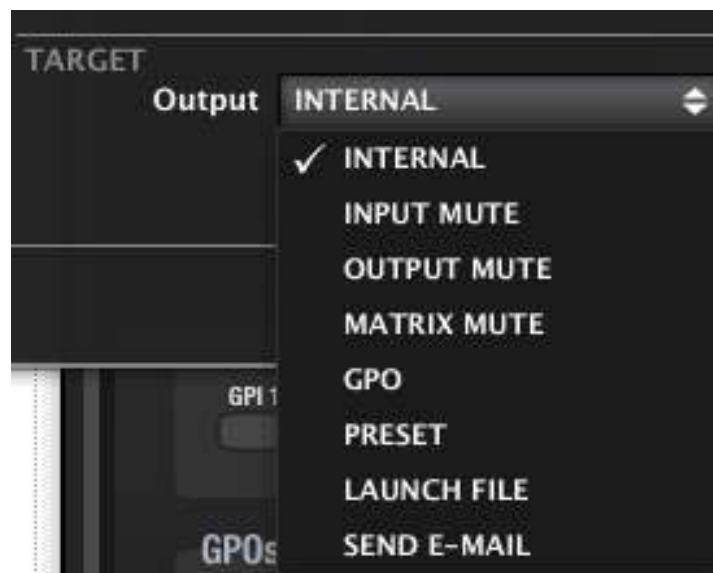 TARGET
Output INTERNAL
✓ INTERNAL
INPUT MUTE
OUTPUT MUTE
MATRIX MUTE
GPO
GPI 1
PRESET
LAUNCH FILE
GPOs
SEND E-MAIL